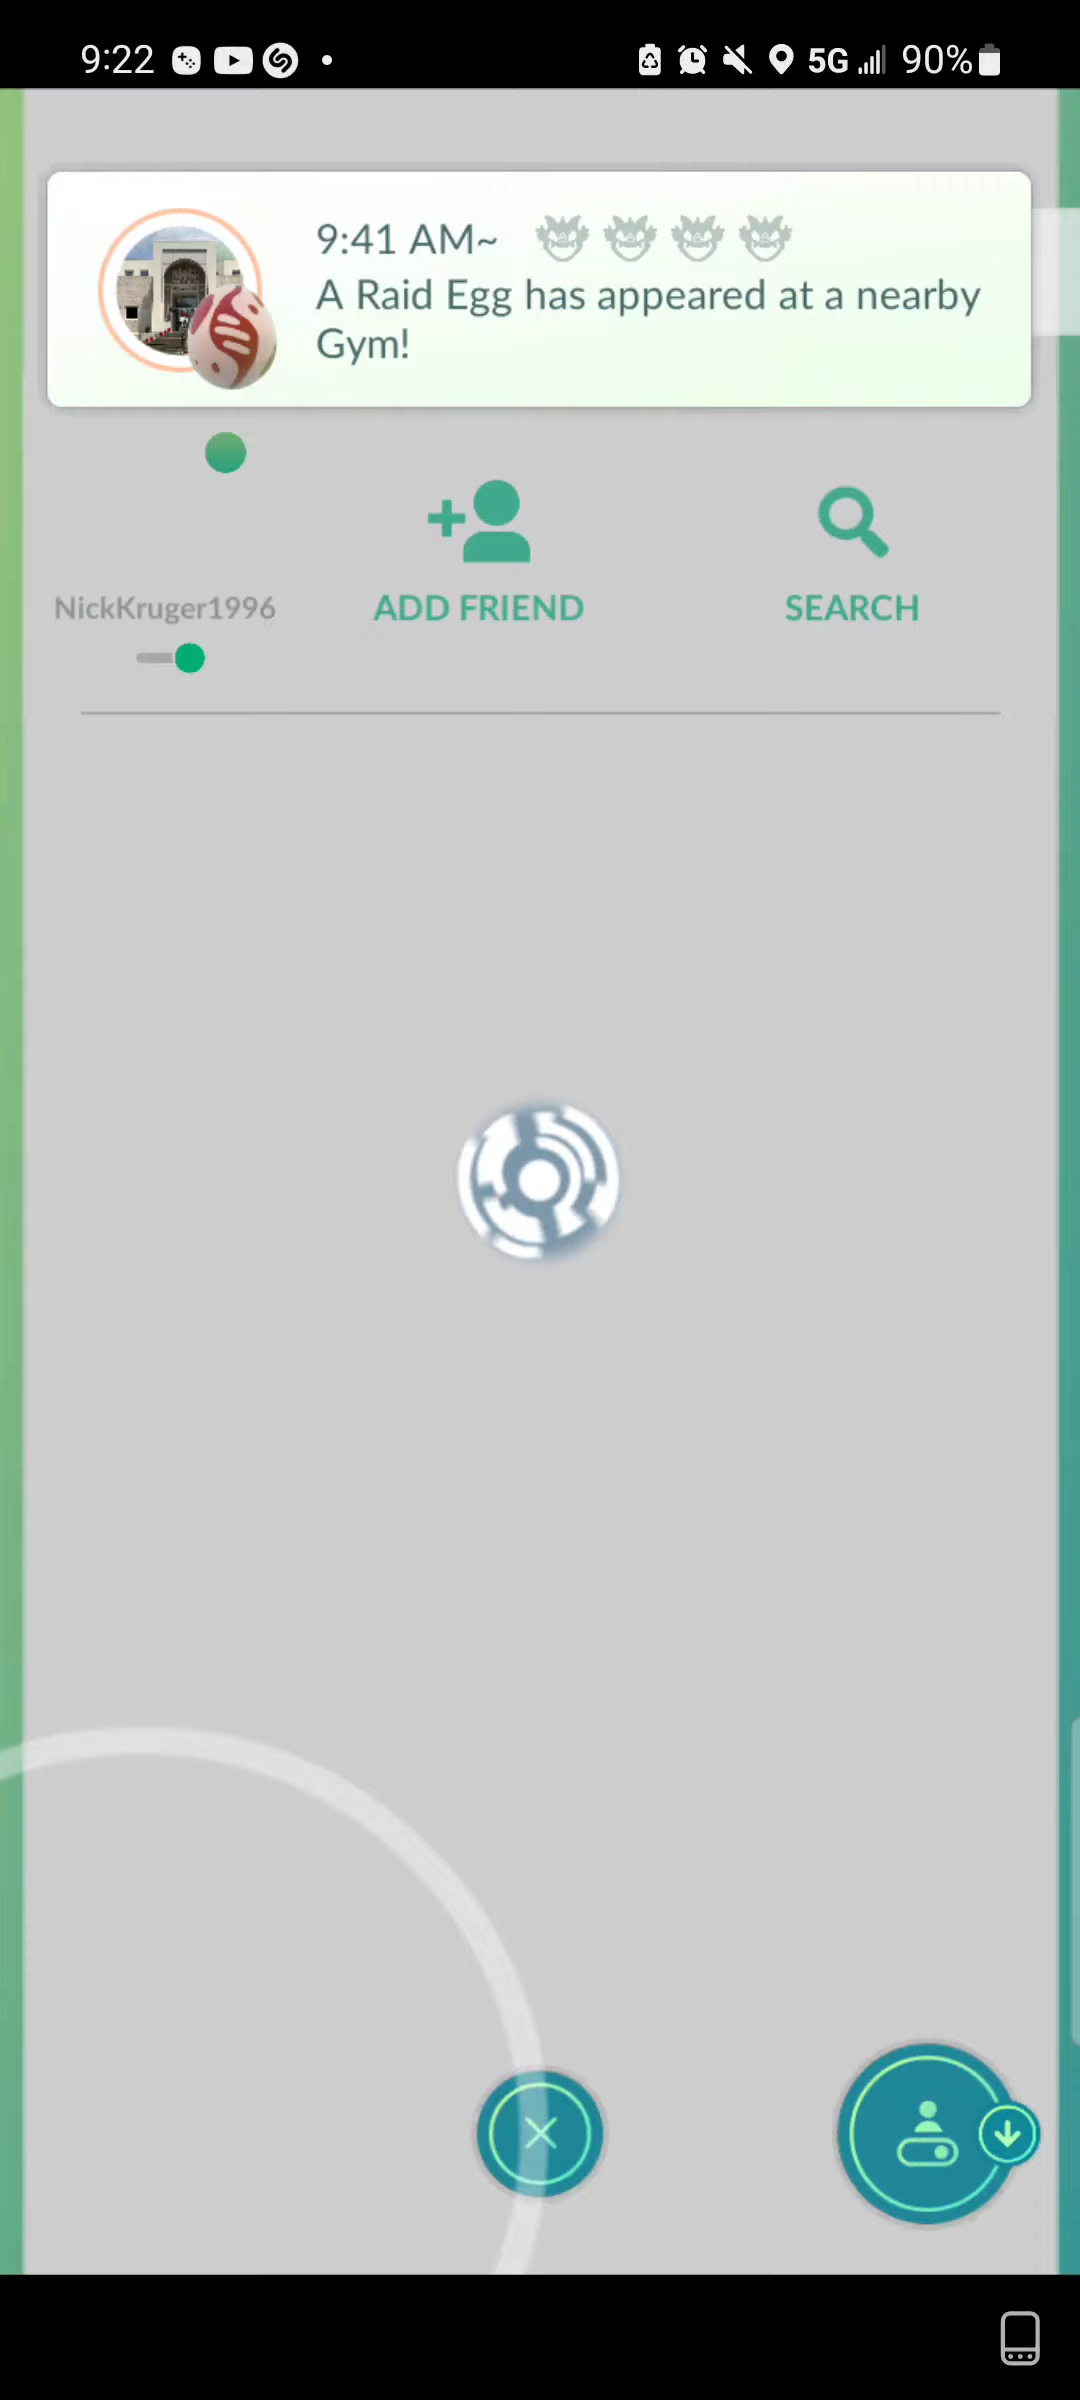 9:22
5G 90%
9:41 AM~
A Raid Egg has appeared at a nearby
Gym!
NickKruger1996
ADD FRIEND
SEARCH